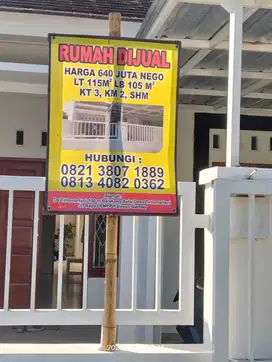 RUMAH DIJUAL
HARGA 640 JUTA NEGO
LT 115M² LB 105 M²
KT 3, KM 2, SHM
HUBUNGI :
0821 3807 1889
0813 4082 0362